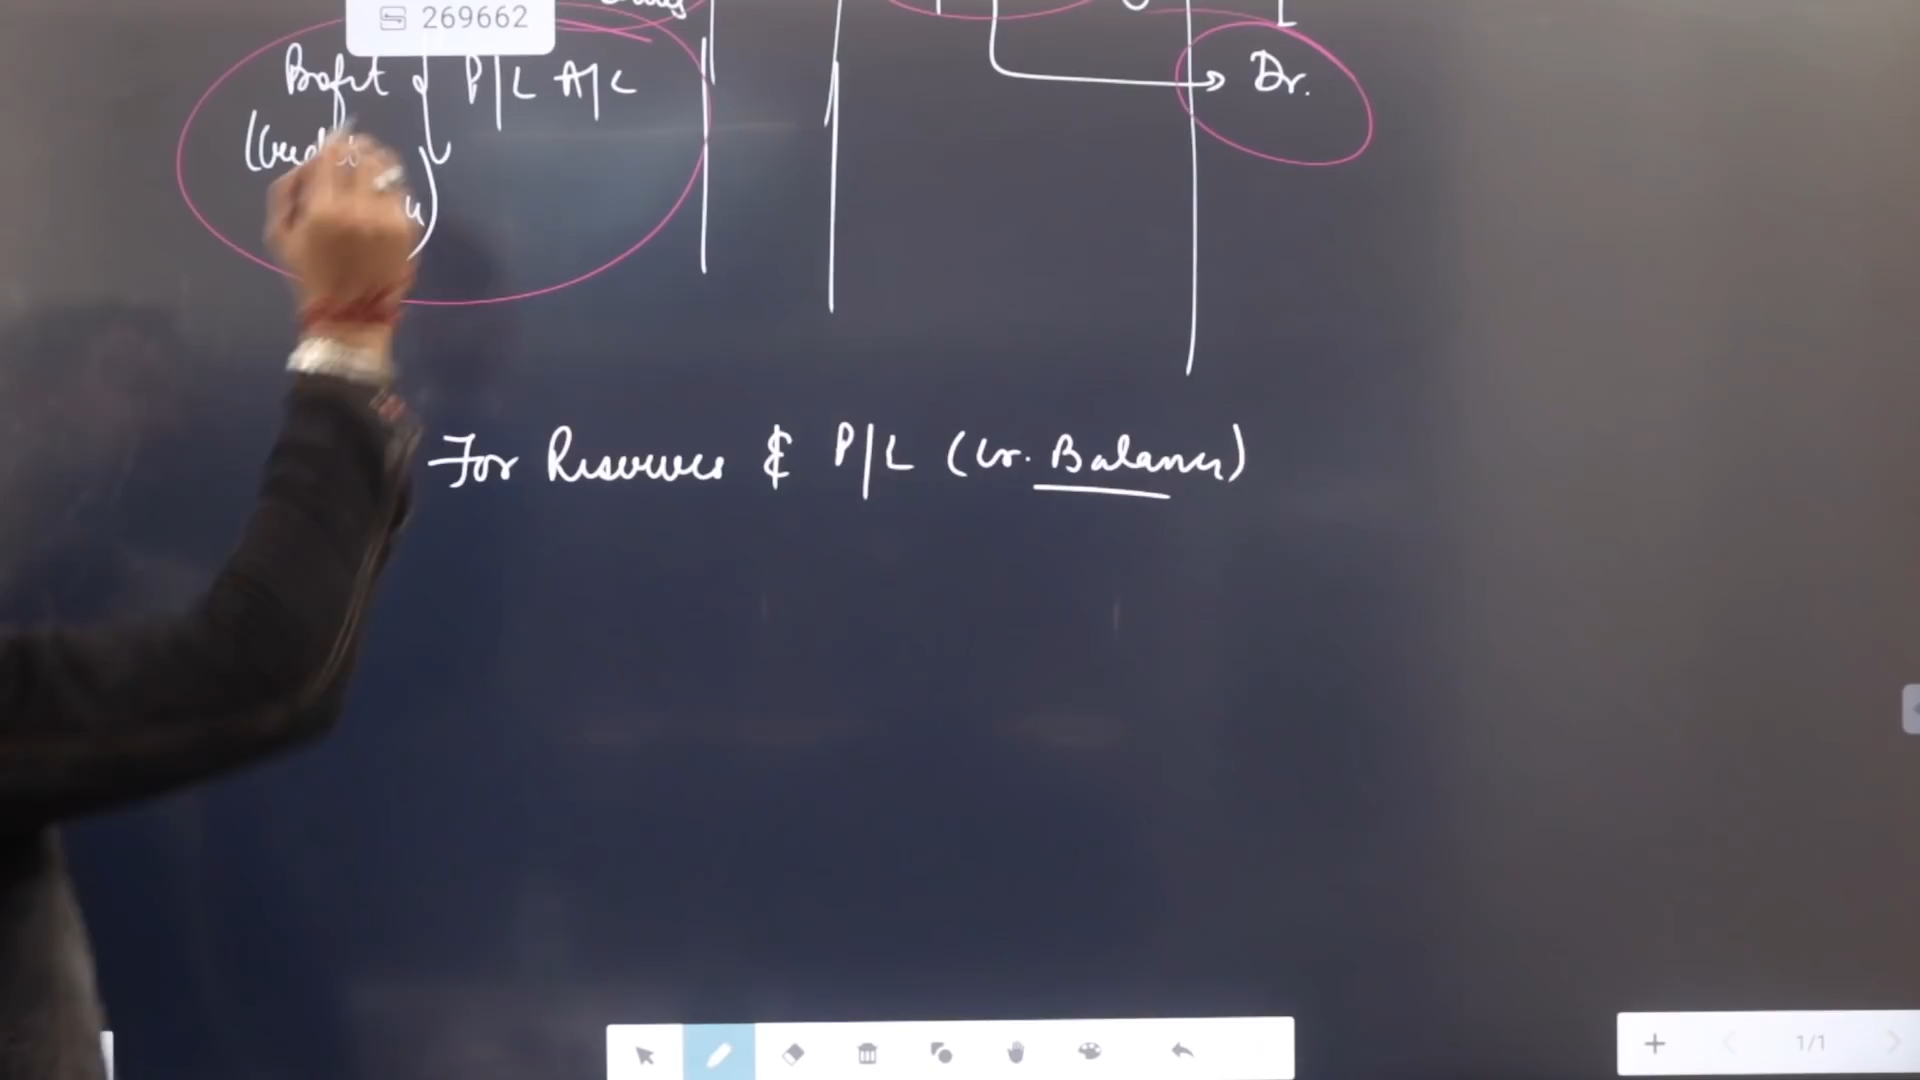 269662
Profit & P/L A/C
Dr.
For Reserves & P/L (Cr. Balance)
1/1